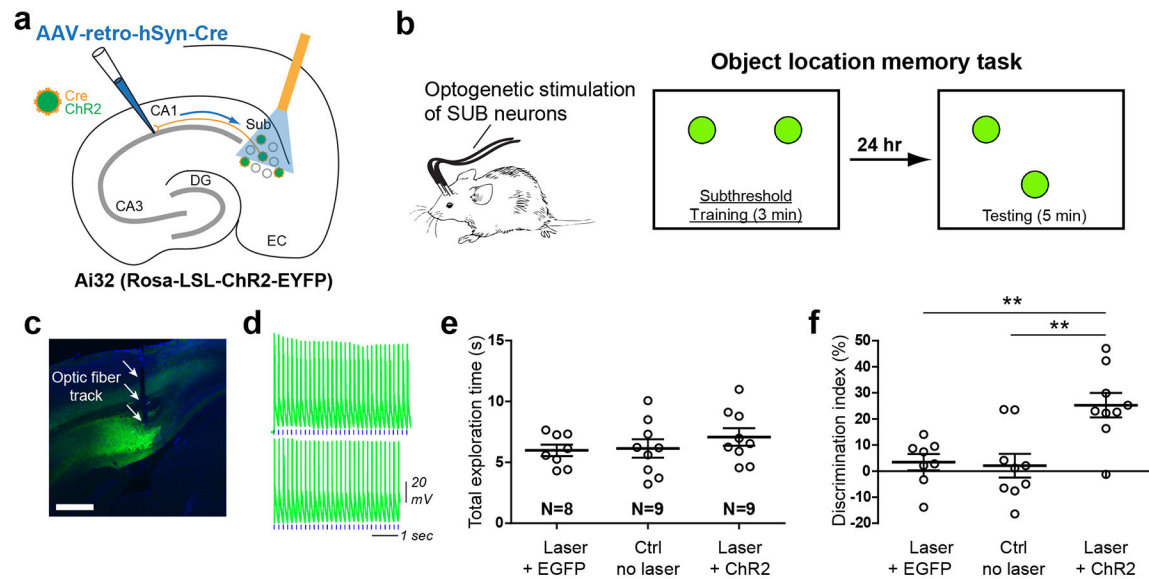 a
AAV-retro-hSyn-Cre
Cre
ChR2
CA1
Sub
DG
CA3
EC
Ai32 (Rosa-LSL-ChR2-EYFP)
b
Object location memory task
Optogenetic stimulation
of SUB neurons
24 hr
Subthreshold
Training (3 min)
Testing (5 min)
c
Optic fiber
track
d
20
mV
1 sec
e
Total exploration time (s)
15
10
5
0
N=8
N=9
N=9
Laser
+ EGFP
Ctrl
no laser
Laser
+ ChR2
f
Discrimination index (%)
**
**
50
40
30
20
10
0
-10
-20
Laser
+ EGFP
Ctrl
no laser
Laser
+ ChR2